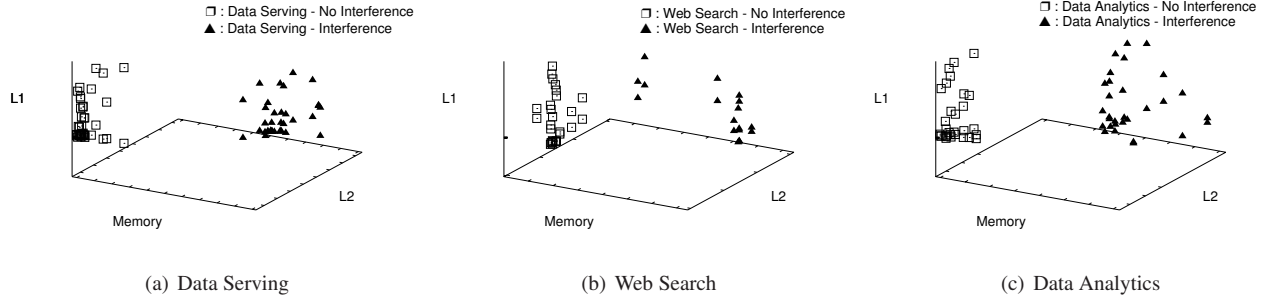 : Data Serving - No Interference
: Data Serving - Interference
L1
L2
Memory
(a) Data Serving
: Web Search - No Interference
: Web Search - Interference
L1
L2
Memory
(b) Web Search
: Data Analytics - No Interference
: Data Analytics - Interference
L1
L2
Memory
(c) Data Analytics